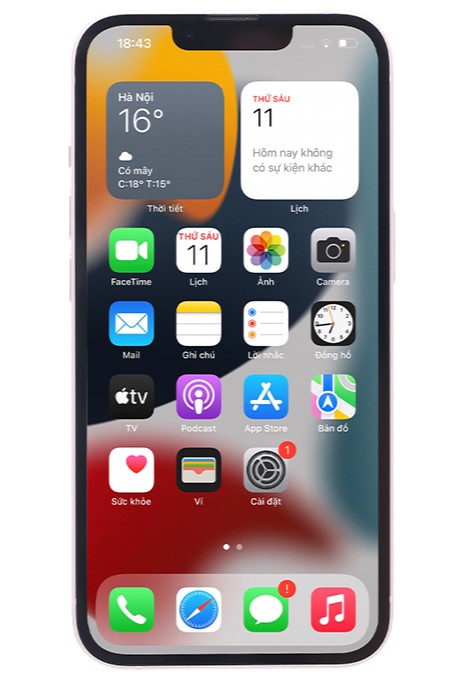 18:43
Hà Nội
16°
Có mây
C:18° T:15°
Thời tiết
THỨ SÁU
11
Hôm nay không
có sự kiện khác
Lịch
FaceTime
THỨ SÁU
11
Lịch
Ảnh
Camera
Mail
Ghi chú
Lời nhắc
Đồng hồ
tv
TV
Podcast
App Store
Bản đồ
Sức khỏe
Ví
1
Cài đặt
!